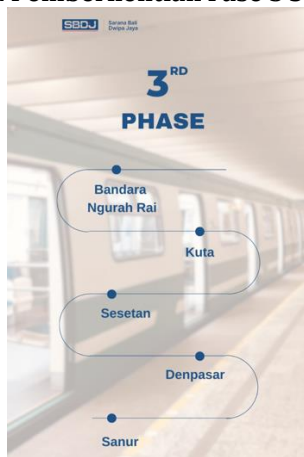 SBDJ
Sarana Bali
Dwipa Jaya
3RD
PHASE
Bandara
Ngurah Rai
Kuta
Sesetan
Denpasar
Sanur